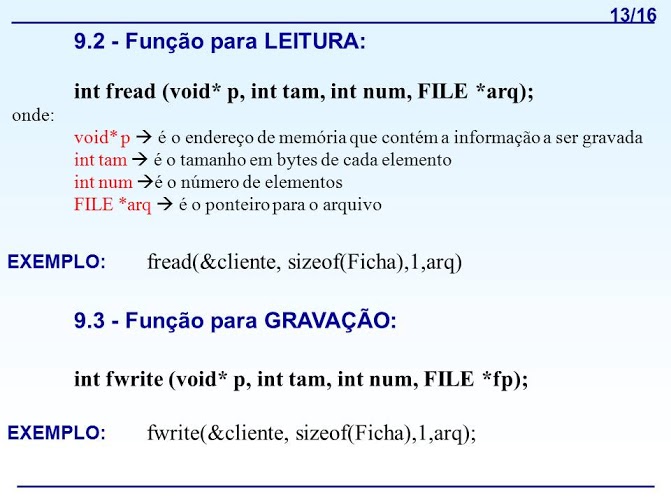 13/16
9.2 - Função para LEITURA:
int fread (void* p, int tam, int num, FILE *arq);
onde:
void* p → é o endereço de memória que contém a informação a ser gravada
int tam → é o tamanho em bytes de cada elemento
int num →é o número de elementos
FILE *arq → é o ponteiro para o arquivo
EXEMPLO: fread(&cliente, sizeof(Ficha),1,arq)
9.3 - Função para GRAVAÇÃO:
int fwrite (void* p, int tam, int num, FILE *fp);
EXEMPLO: fwrite(&cliente, sizeof(Ficha),1,arq);